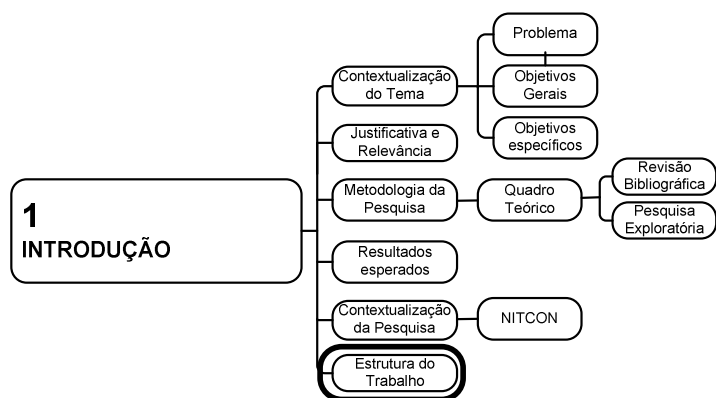 1
INTRODUÇÃO
Contextualização
do Tema
Problema
Objetivos
Gerais
Objetivos
específicos
Justificativa e
Relevância
Metodologia da
Pesquisa
Quadro
Teórico
Revisão
Bibliográfica
Pesquisa
Exploratória
Resultados
esperados
Contextualização
da Pesquisa
NITCON
Estrutura do
Trabalho